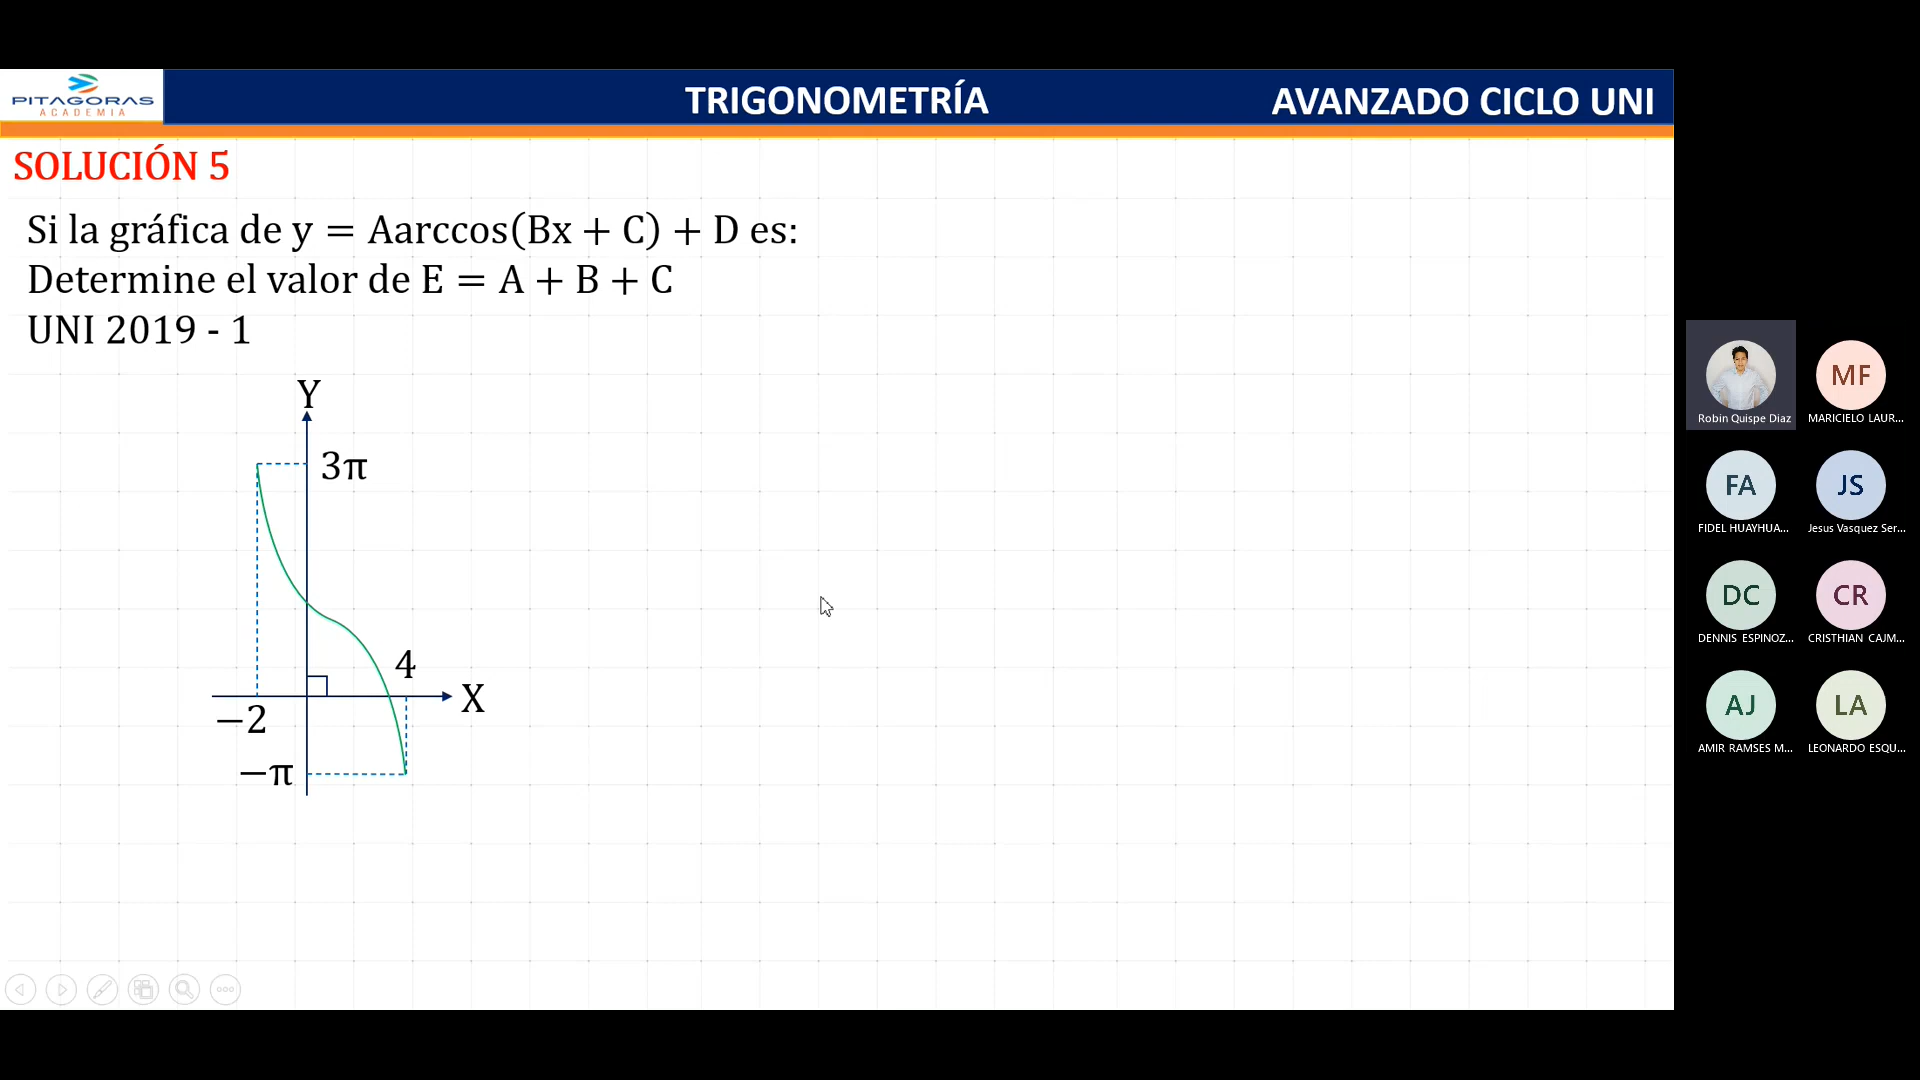 PITAGORAS
ACADEMIA
TRIGONOMETRÍA
AVANZADO CICLO UNI
SOLUCIÓN 5
Si la gráfica de y = Aarccos(Bx + C) + D es:
Determine el valor de E = A + B + C
UNI 2019 - 1
Y
3π
4
X
−2
−π
Robin Quispe Diaz
MF
MARICIELO LAUR...
FA
FIDEL HUAYHUA...
JS
Jesus Vasquez Ser...
DC
DENNIS ESPINOZ...
CR
CRISTHIAN CAJM...
AJ
AMIR RAMSES M...
LA
LEONARDO ESQU...